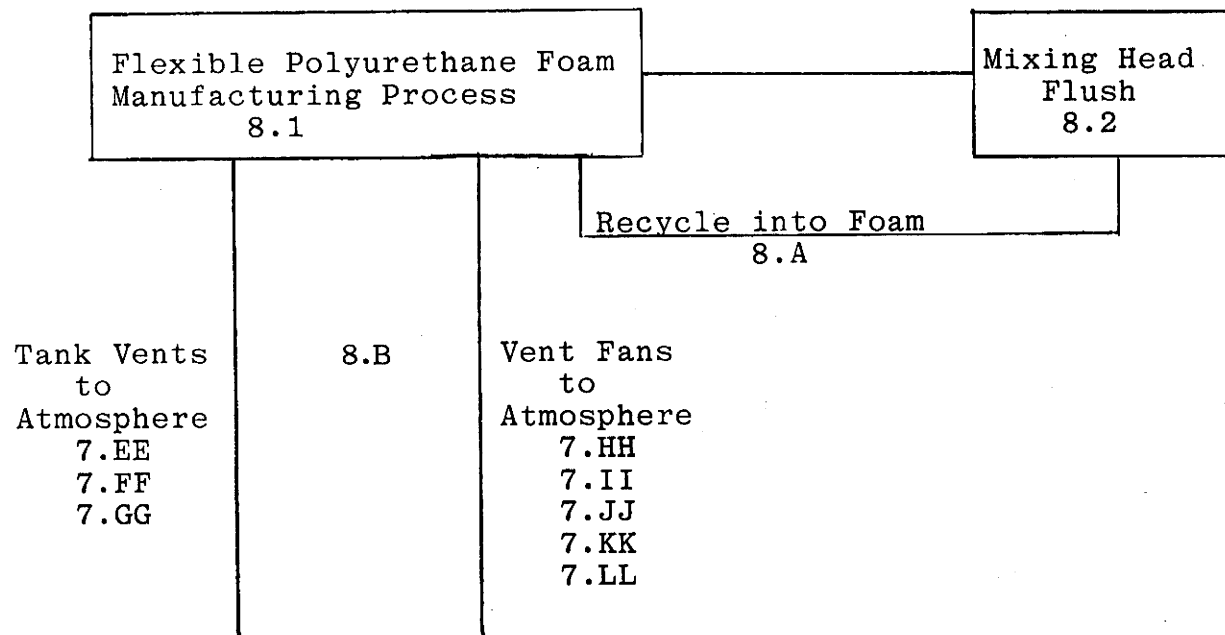 Flexible Polyurethane Foam
Manufacturing Process
8.1
Mixing Head
Flush
8.2
Recycle into Foam
8.A
Tank Vents
to
Atmosphere
7.EE
7.FF
7.GG
8.B
Vent Fans
to
Atmosphere
7.HH
7.II
7.JJ
7.KK
7.LL